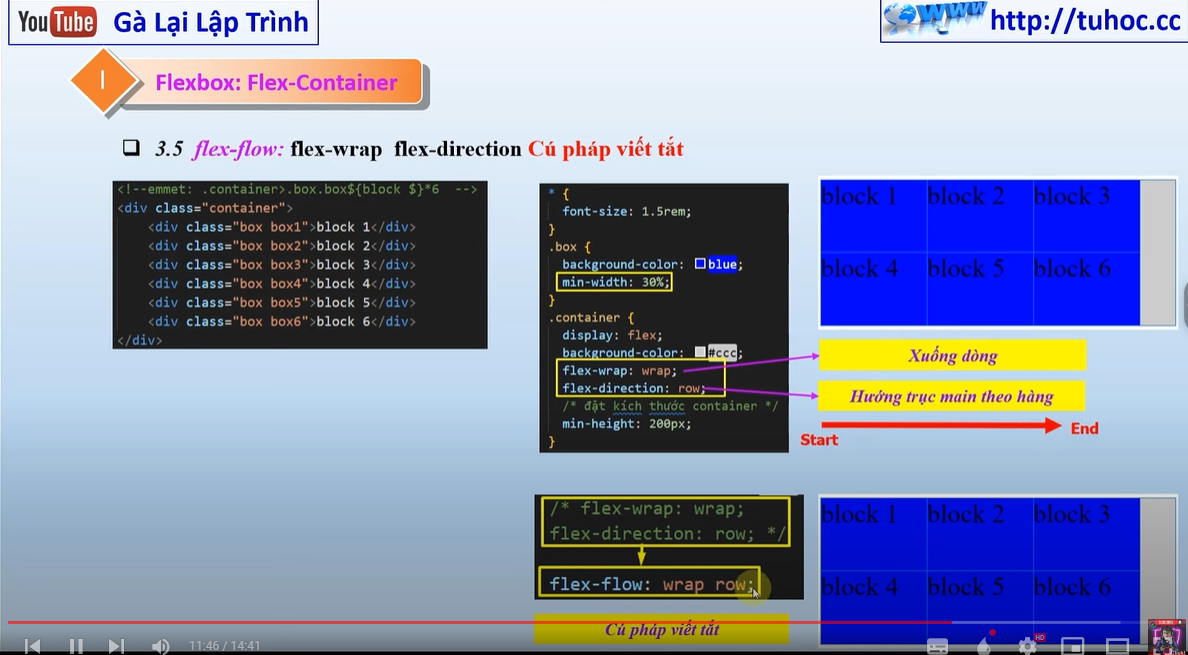 YouTube Gà Lại Lập Trình
WWW http://tuhoc.cc
I
Flexbox: Flex-Container
3.5 flex-flow: flex-wrap flex-direction Cú pháp viết tắt
<!--emmet: .container>.box.box${block $}*6 -->
<div class="container">
<div class="box box1">block 1</div>
<div class="box box2">block 2</div>
<div class="box box3">block 3</div>
<div class="box box4">block 4</div>
<div class="box box5">block 5</div>
<div class="box box6">block 6</div>
</div>
* {
font-size: 1.5rem;
}
.box {
background-color: blue;
min-width: 30%;
}
.container {
display: flex;
background-color: #ccc;
flex-wrap: wrap;
flex-direction: row;
/* đặt kích thước container */
min-height: 200px;
}
block 1 block 2 block 3
block 4 block 5 block 6
Xuống dòng
Hướng trục main theo hàng
Start
End
/* flex-wrap: wrap;
flex-direction: row; */
flex-flow: wrap row;
Cú pháp viết tắt
block 1 block 2 block 3
block 4 block 5 block 6
11:46 / 14:41
HD